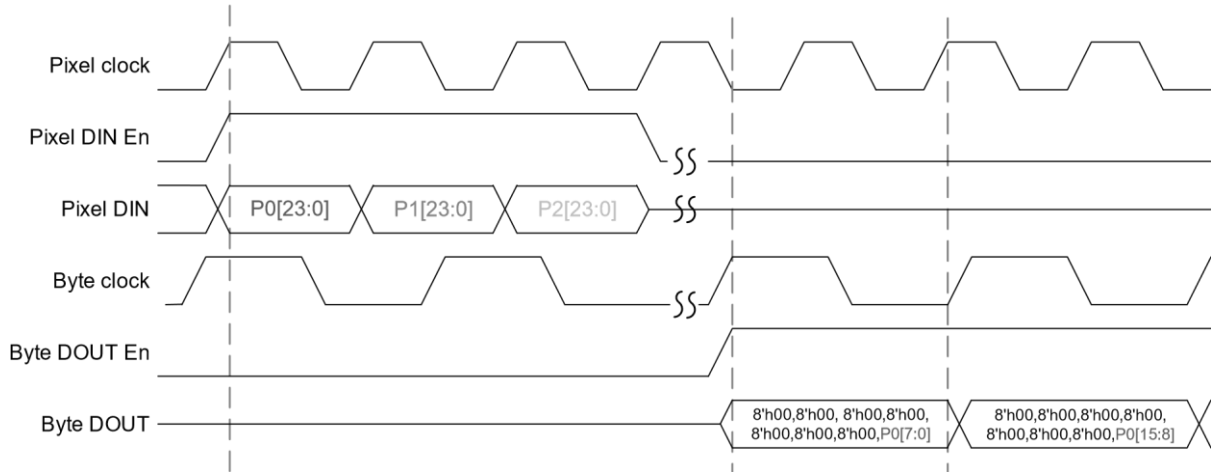 Pixel clock
Pixel DIN En
Pixel DIN
P0[23:0]
P1[23:0]
P2[23:0]
Byte clock
Byte DOUT En
Byte DOUT
8'h00,8'h00, 8'h00,8'h00,
8'h00,8'h00,8'h00,P0[7:0]
8'h00,8'h00,8'h00,8'h00,
8'h00,8'h00,8'h00,P0[15:8]